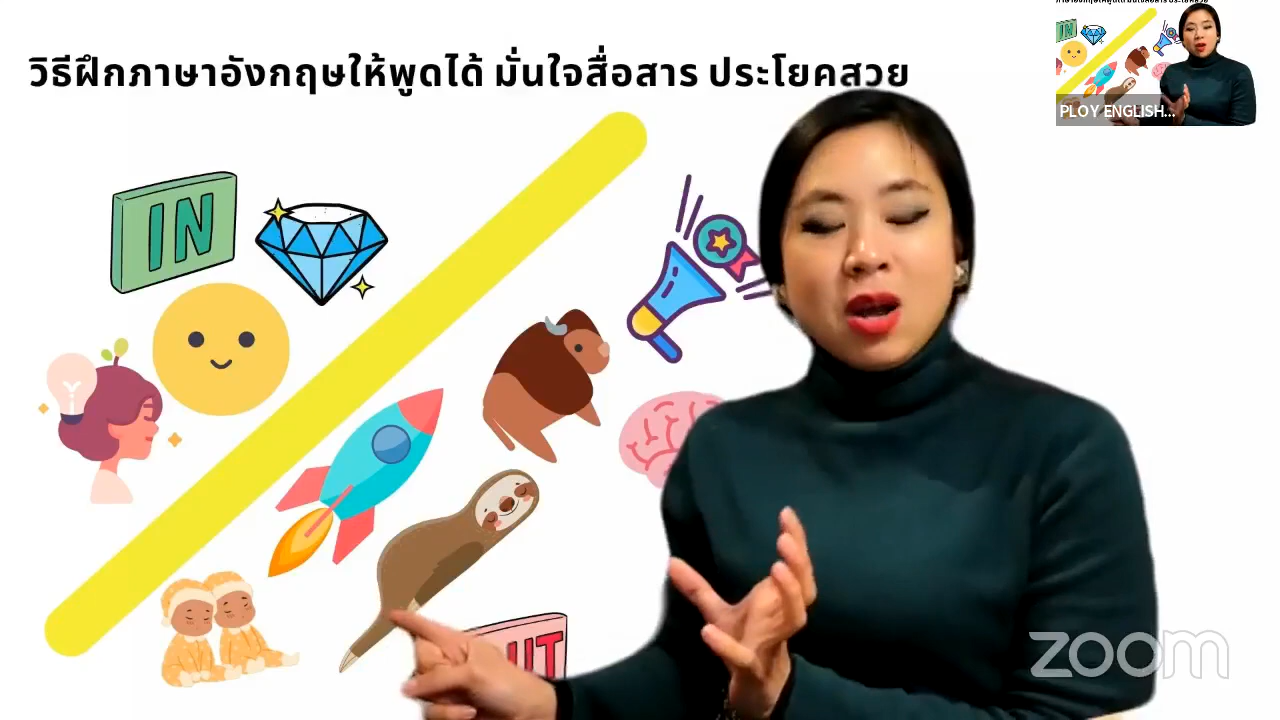 วิธีฝึกภาษาอังกฤษให้พูดได้ มั่นใจสื่อสาร ประโยคสวย
IN
PLOY ENGLISH...
IN
UT
zoom